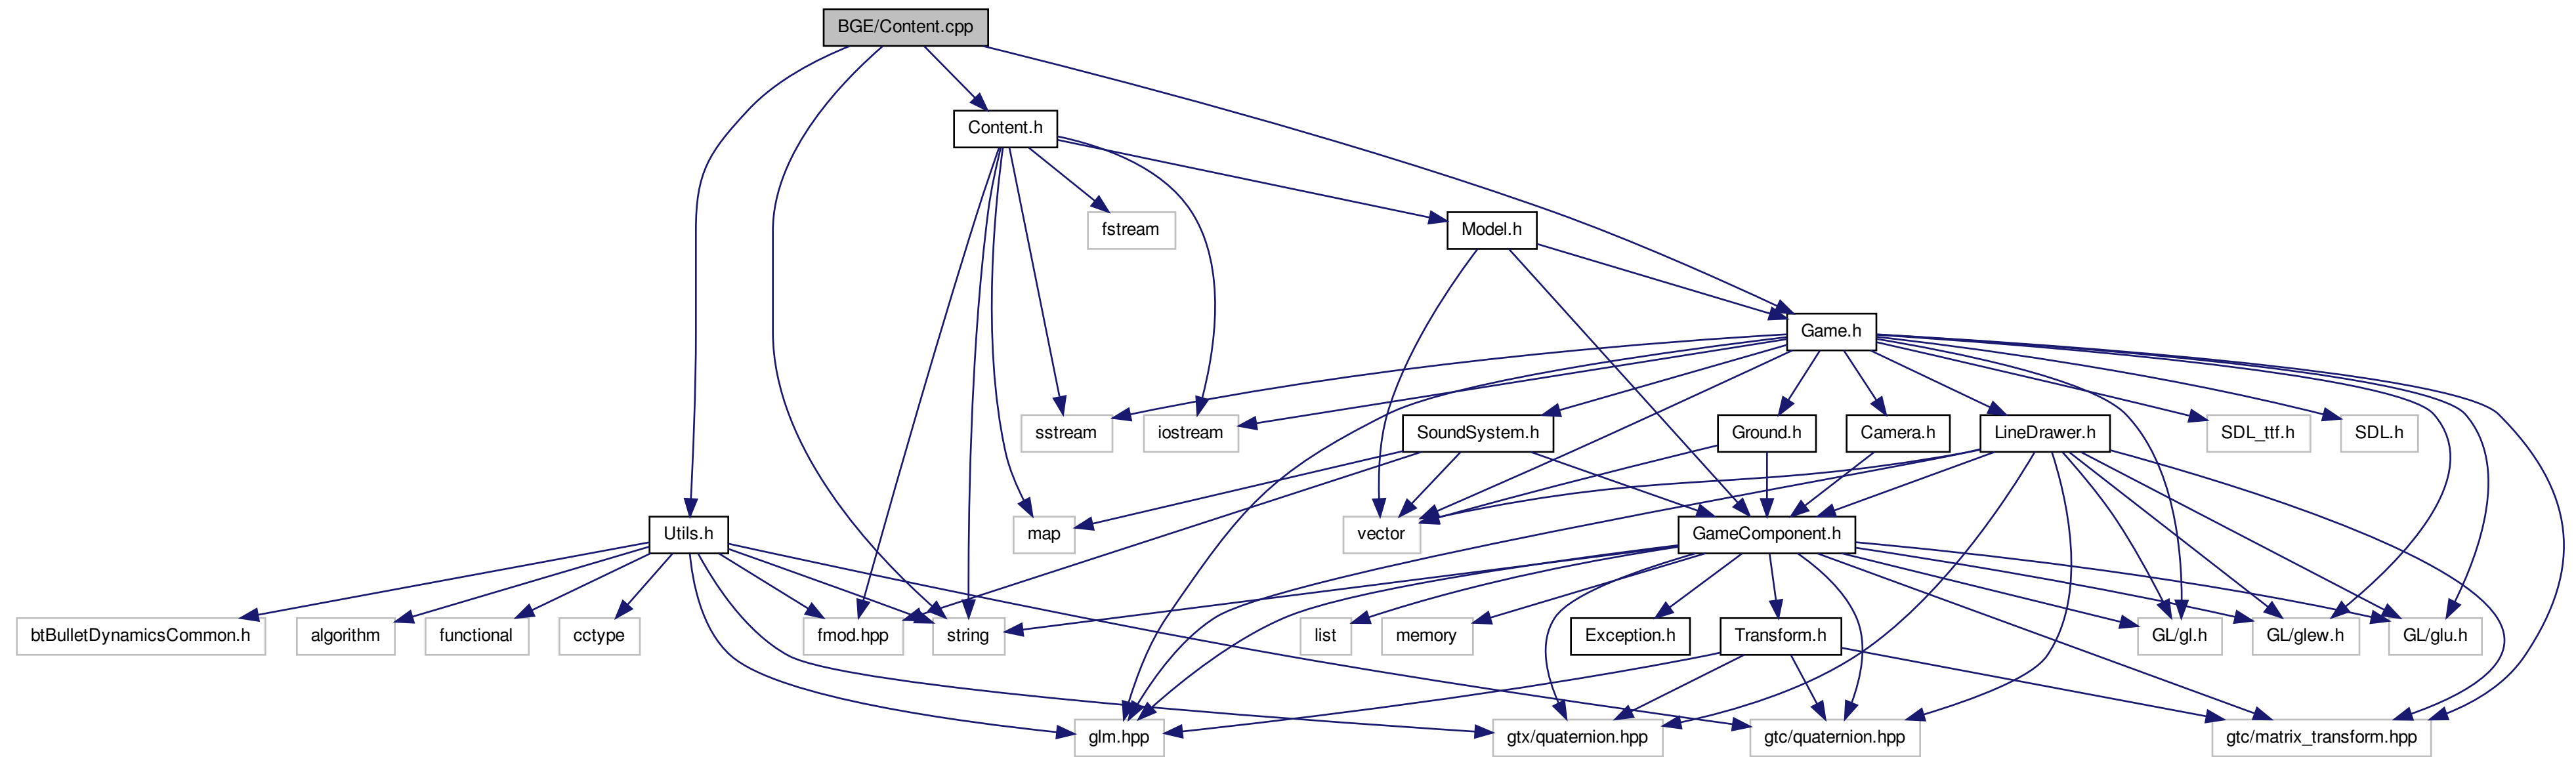 BGE/Content.cpp
Content.h
fstream
Model.h
Game.h
sstream
iostream
SoundSystem.h
Ground.h
Camera.h
LineDrawer.h
SDL_ttf.h
SDL.h
Utils.h
map
vector
GameComponent.h
btBulletDynamicsCommon.h
algorithm
functional
cctype
fmod.hpp
string
list
memory
Exception.h
Transform.h
GL/gl.h
GL/glew.h
GL/glu.h
glm.hpp
gtx/quaternion.hpp
gtc/quaternion.hpp
gtc/matrix_transform.hpp